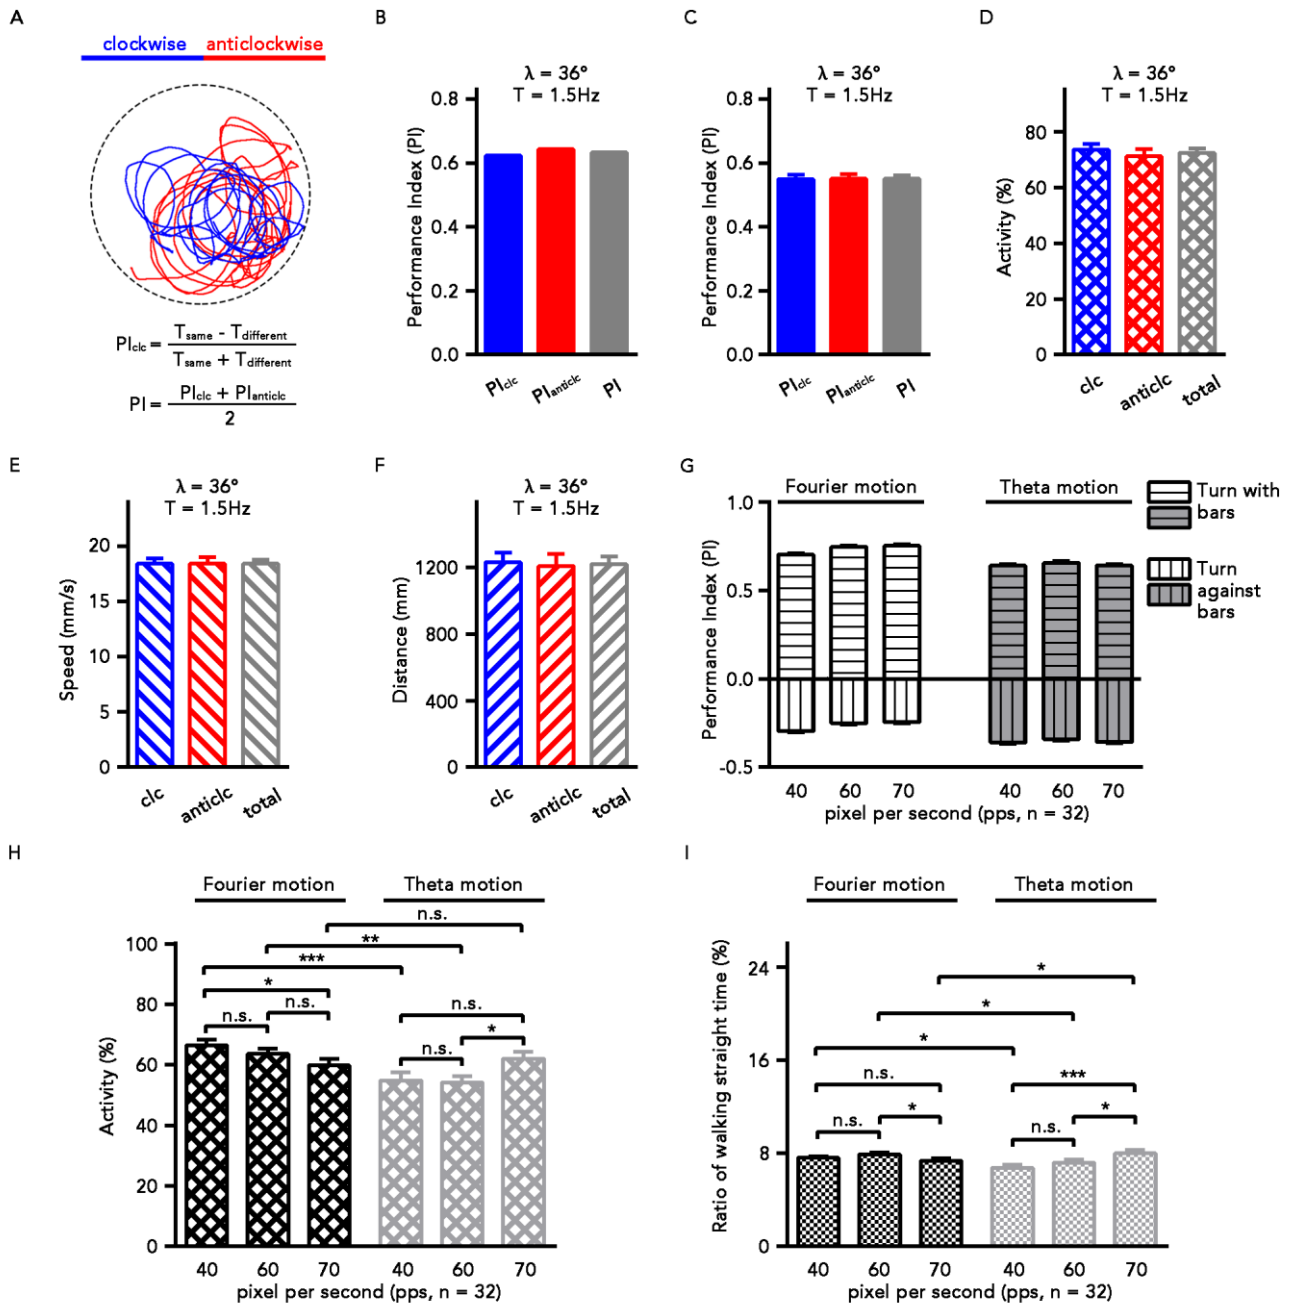 A
clockwise anticlockwise
PIclc = Tsame - Tdifferent
Tsame + Tdifferent
PI = PIclc + PIanticlc
2
B
λ = 36°
T = 1.5Hz
Performance Index (PI)
0.8
0.6
0.4
0.2
0.0
PIclc PIanticlc PI
C
λ = 36°
T = 1.5Hz
Performance Index (PI)
0.8
0.6
0.4
0.2
0.0
PIclc PIanticlc PI
D
λ = 36°
T = 1.5Hz
Activity (%)
80
60
40
20
0
clc anticlc total
E
λ = 36°
T = 1.5Hz
Speed (mm/s)
20
15
10
5
0
clc anticlc total
F
λ = 36°
T = 1.5Hz
Distance (mm)
1200
800
400
0
clc anticlc total
G
Fourier motion Theta motion
Turn with
bars
Turn
against
bars
Performance Index (PI)
1.0
0.5
0.0
-0.5
40 60 70 40 60 70
pixel per second (pps, n = 32)
H
Fourier motion Theta motion
n.s.
**
***
*
n.s. n.s.
n.s. *
n.s.
Activity (%)
100
80
60
40
20
0
40 60 70 40 60 70
pixel per second (pps, n = 32)
I
Fourier motion Theta motion
*
*
*
n.s. ***
* *
n.s. n.s.
Ratio of walking straight time (%)
24
16
8
0
40 60 70 40 60 70
pixel per second (pps, n = 32)